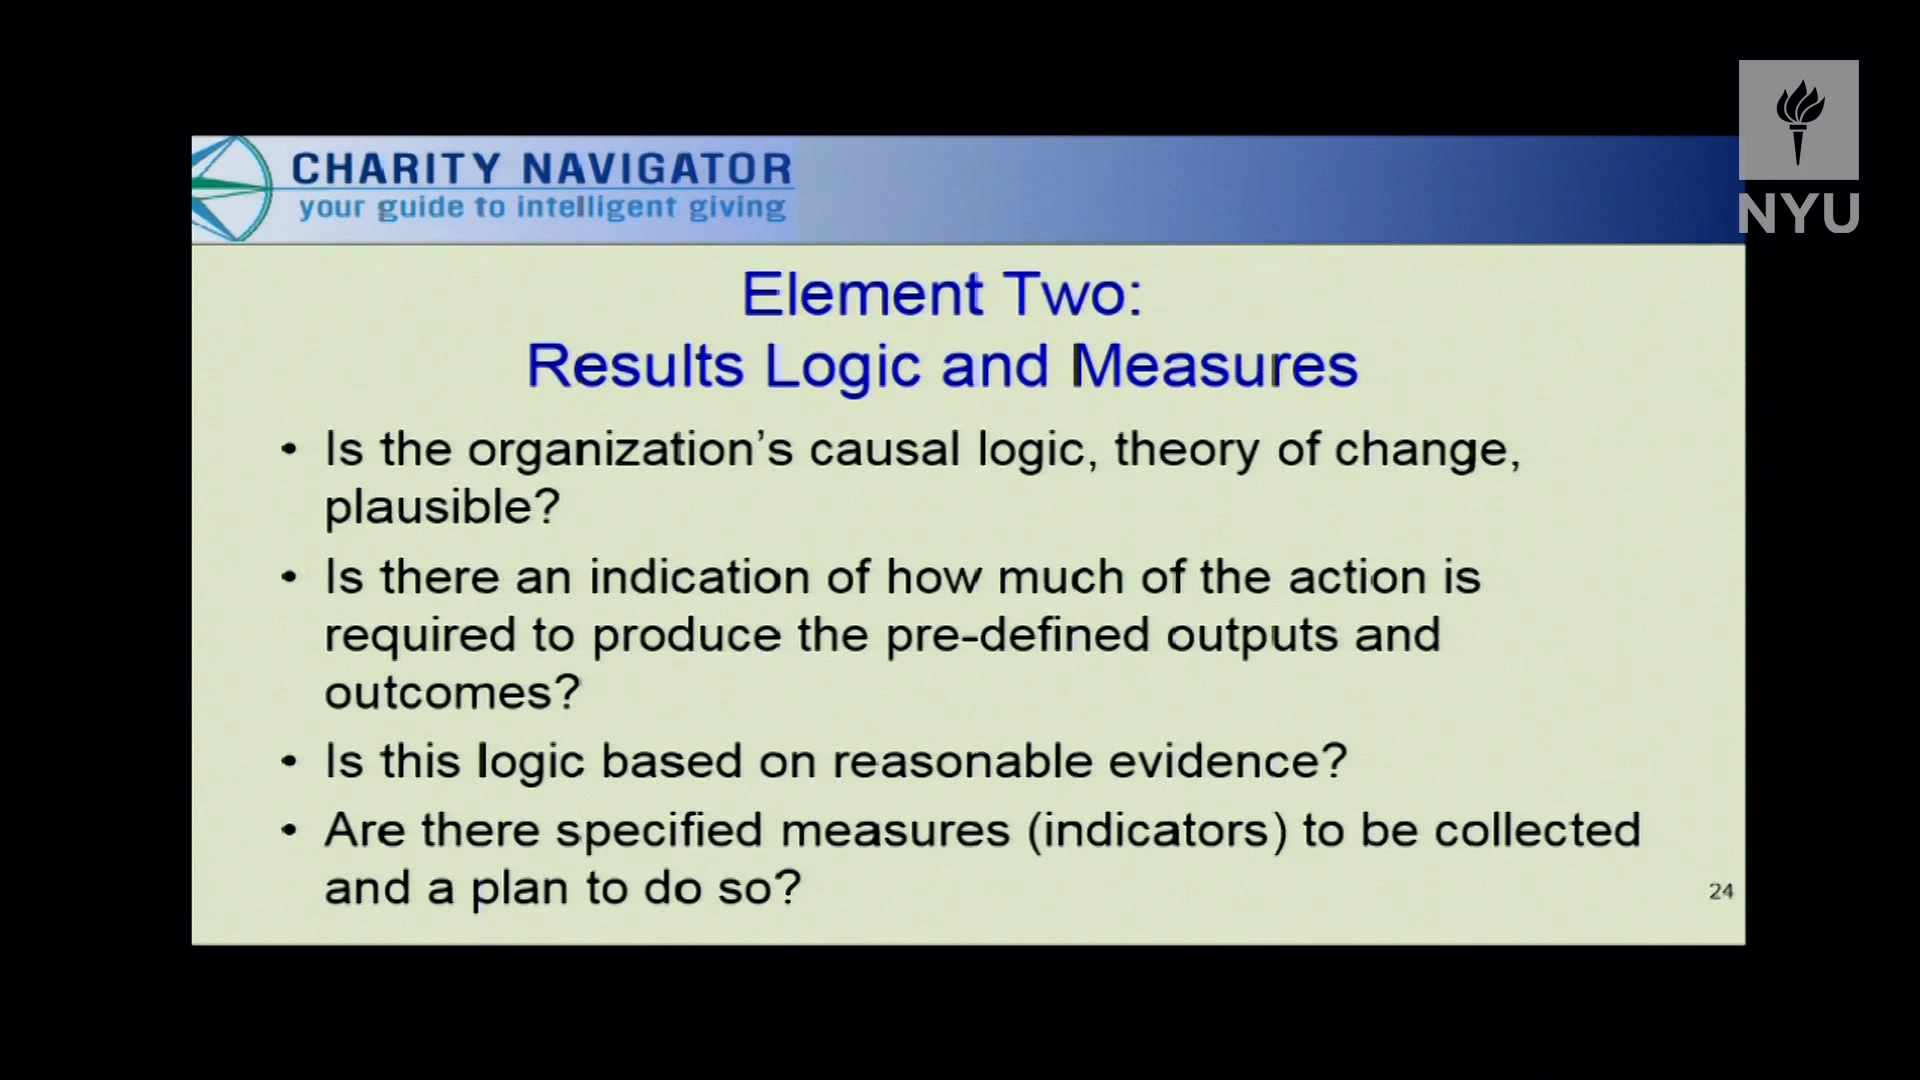 CHARITY NAVIGATOR
your guide to intelligent giving
NYU
Element Two:
Results Logic and Measures
• Is the organization’s causal logic, theory of change,
plausible?
• Is there an indication of how much of the action is
required to produce the pre-defined outputs and
outcomes?
• Is this logic based on reasonable evidence?
• Are there specified measures (indicators) to be collected
and a plan to do so?
24